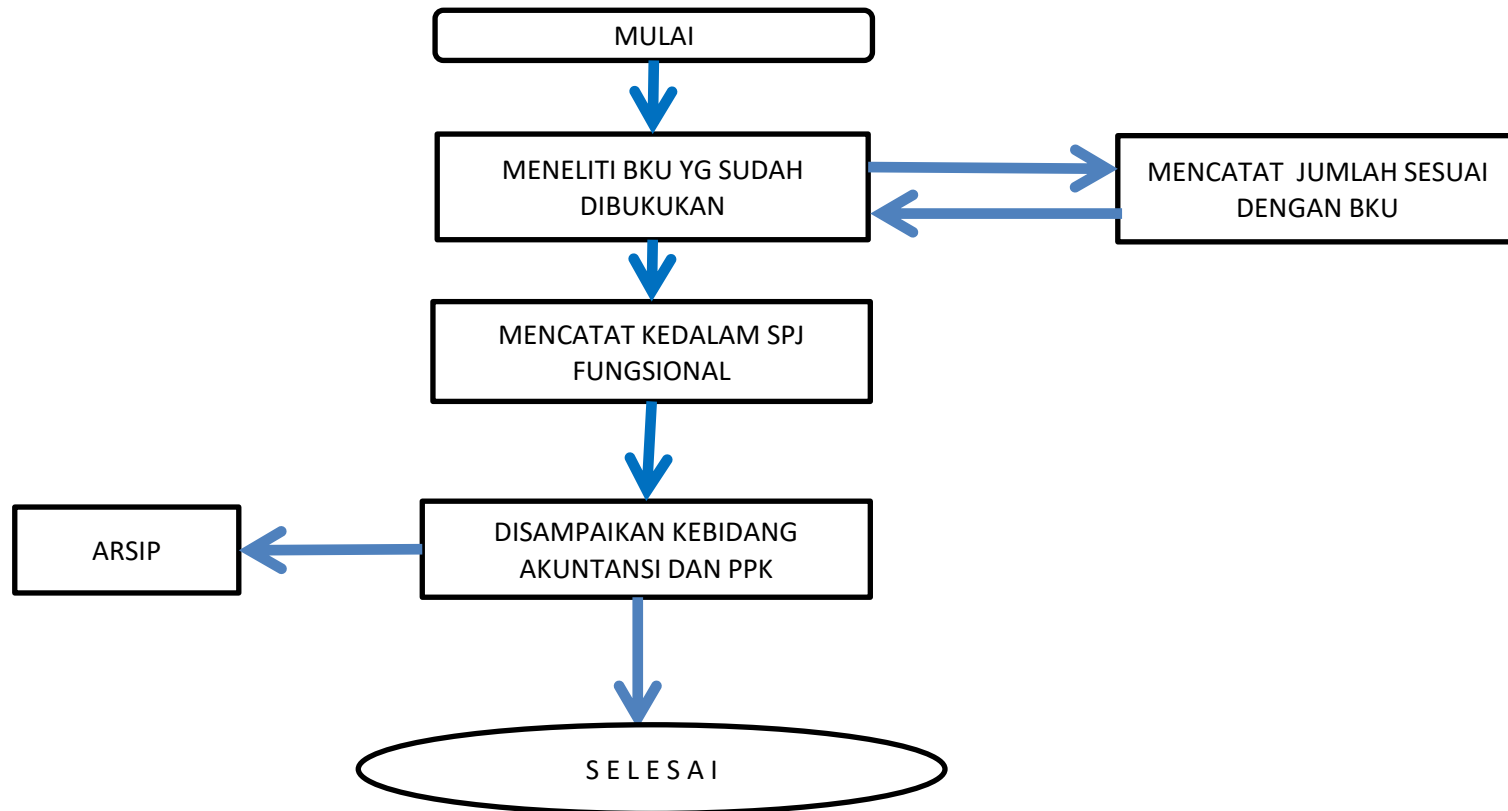 MULAI
MENELITI BKU YG SUDAH
DIBUKUKAN
MENCATAT JUMLAH SESUAI
DENGAN BKU
MENCATAT KEDALAM SPJ
FUNGSIONAL
ARSIP
DISAMPAIKAN KEBIDANG
AKUNTANSI DAN PPK
S E L E S A I